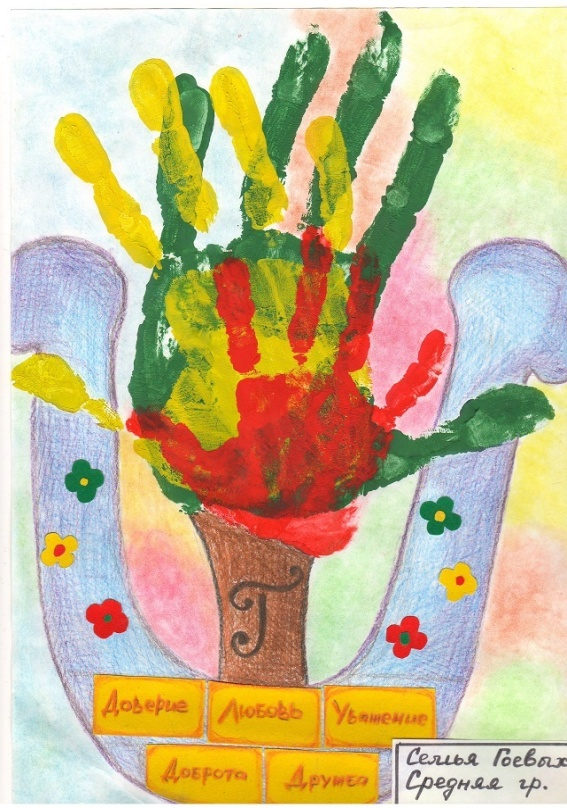 Г
Доверие Любовь Уважение
Доброта Дружба
Семья Гоевых
Средняя гр.